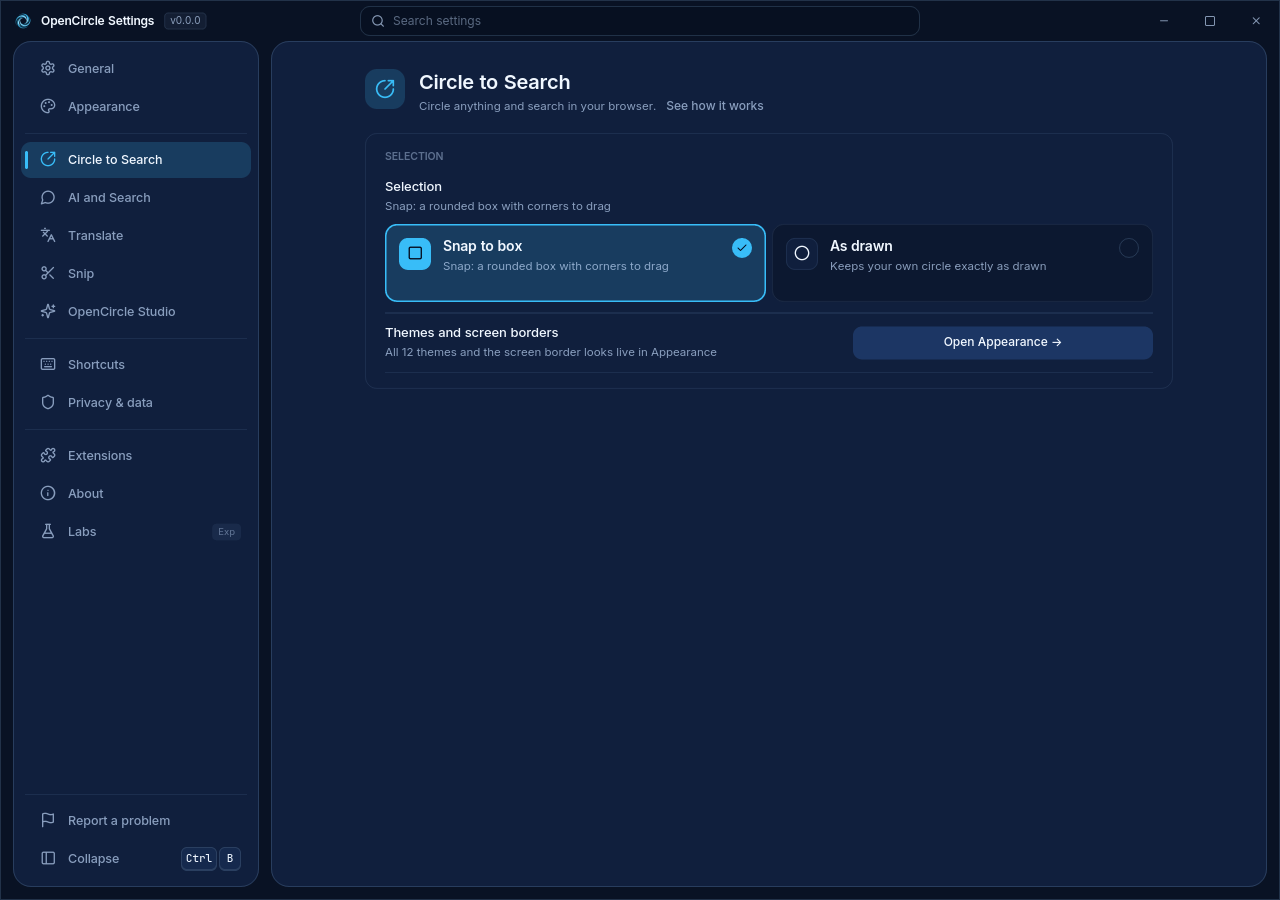 OpenCircle Settings v0.0.0
Search settings
General
Appearance
Circle to Search
AI and Search
Translate
Snip
OpenCircle Studio
Shortcuts
Privacy & data
Extensions
About
Labs Exp
Report a problem
Collapse Ctrl B
Circle to Search
Circle anything and search in your browser. See how it works
SELECTION
Selection
Snap: a rounded box with corners to drag
Snap to box
Snap: a rounded box with corners to drag
As drawn
Keeps your own circle exactly as drawn
Themes and screen borders
All 12 themes and the screen border looks live in Appearance
Open Appearance →